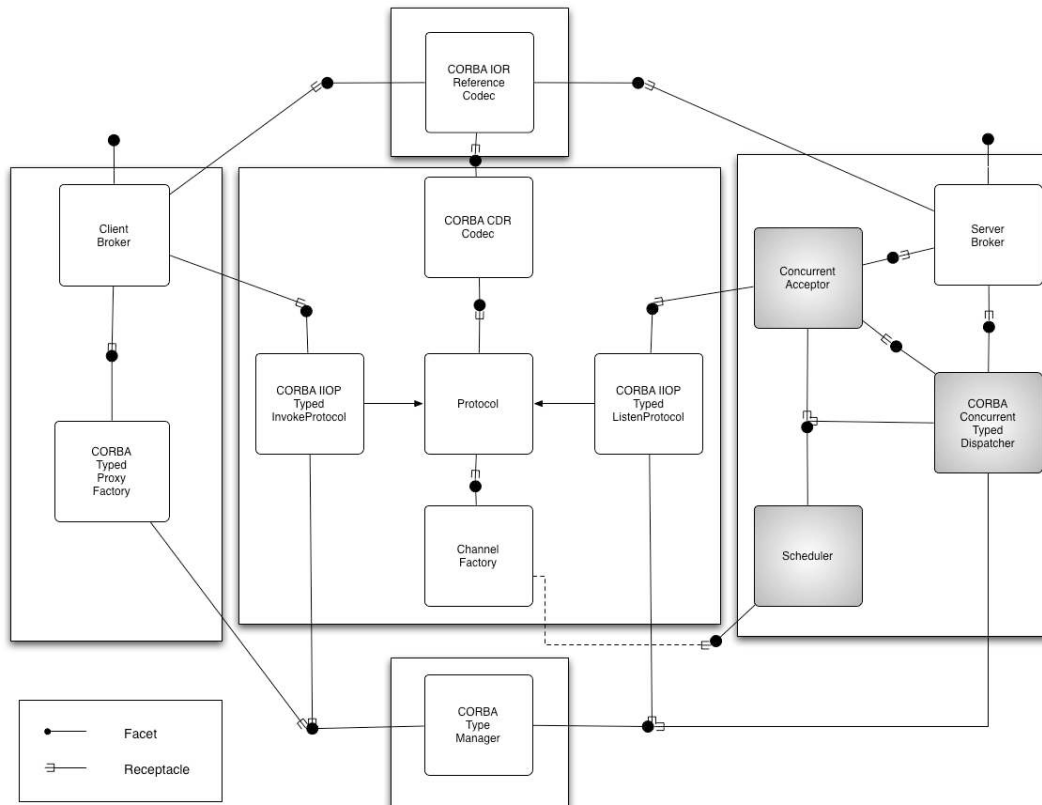 CORBA IOR
Reference
Codec
Client
Broker
CORBA CDR
Codec
Server
Broker
Concurrent
Acceptor
CORBA IIOP
Typed
InvokeProtocol
Protocol
CORBA IIOP
Typed
ListenProtocol
CORBA
Concurrent
Typed
Dispatcher
CORBA
Typed
Proxy
Factory
Channel
Factory
Scheduler
CORBA
Type
Manager
Facet
Receptacle